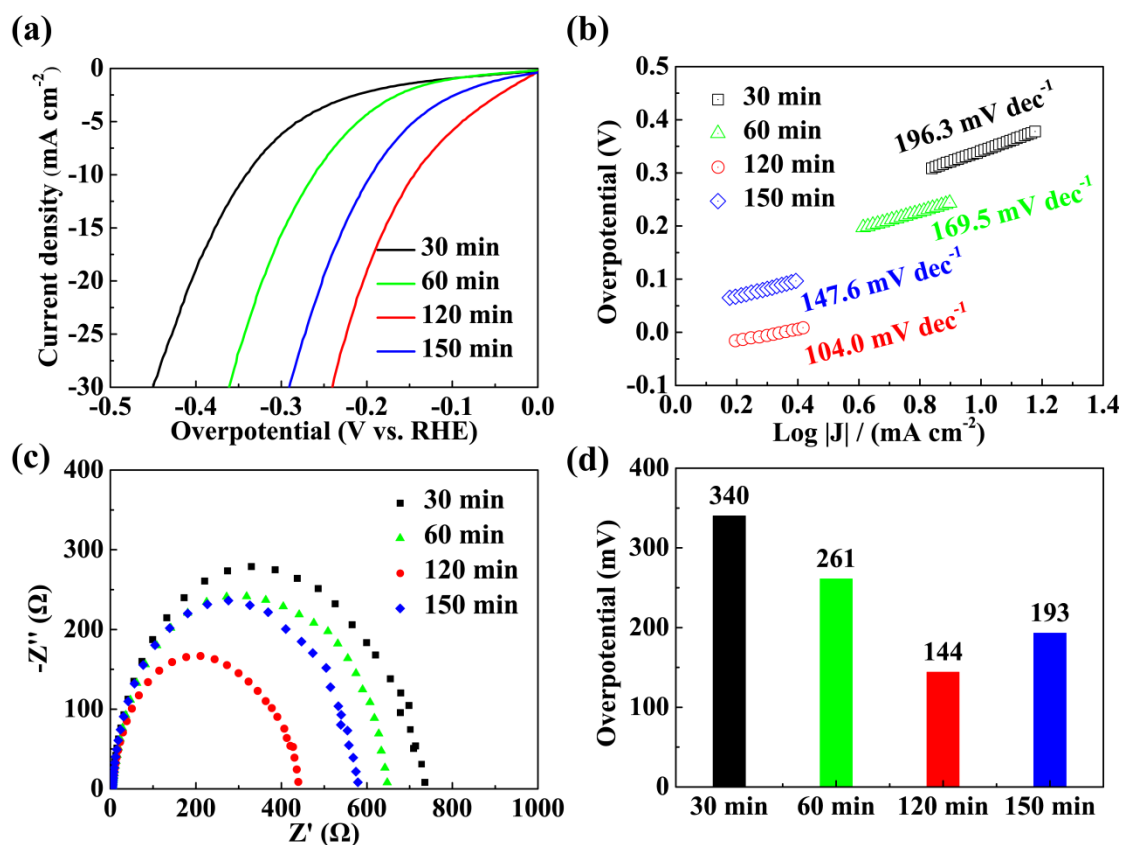 (a)
0
-5
-10
-15
-20
-25
-30
-0.5
-0.4
-0.3
-0.2
-0.1
0.0
Current density (mA cm⁻²)
Overpotential (V vs. RHE)
30 min
60 min
120 min
150 min
(b)
0.5
0.4
0.3
0.2
0.1
0.0
-0.1
0.0
0.2
0.4
0.6
0.8
1.0
1.2
1.4
Overpotential (V)
Log |J| / (mA cm⁻²)
30 min
60 min
120 min
150 min
196.3 mV dec⁻¹
169.5 mV dec⁻¹
147.6 mV dec⁻¹
104.0 mV dec⁻¹
(c)
400
300
200
100
0
0
200
400
600
800
1000
-Z'' (Ω)
Z' (Ω)
30 min
60 min
120 min
150 min
(d)
400
300
200
100
0
Overpotential (mV)
340
261
144
193
30 min
60 min
120 min
150 min